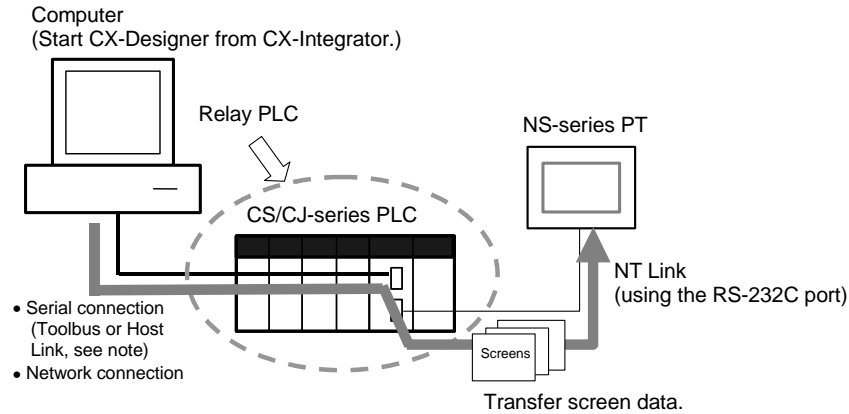 Computer
(Start CX-Designer from CX-Integrator.)
Relay PLC
NS-series PT
CS/CJ-series PLC
NT Link
(using the RS-232C port)
• Serial connection
(Toolbus or Host
Link, see note)
• Network connection
Screens
Transfer screen data.